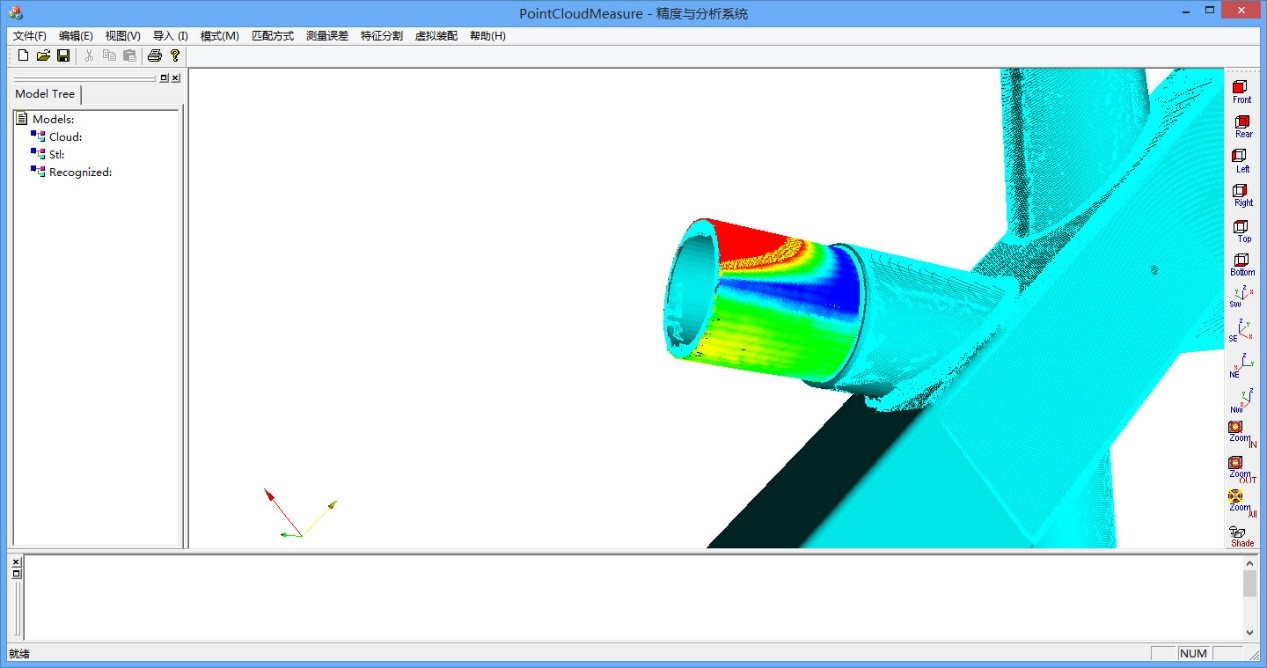 PointCloudMeasure - 精度与分析系统
文件(F) 编辑(E) 视图(V) 导入 (I) 模式(M) 匹配方式 测量误差 特征分割 虚拟装配 帮助(H)
Model Tree
Models:
Cloud:
Stl:
Recognized:
Front
Rear
Left
Right
Top
Bottom
SW
SE
NE
NW
Zoom IN
Zoom OUT
Zoom All
Shade
就绪
NUM